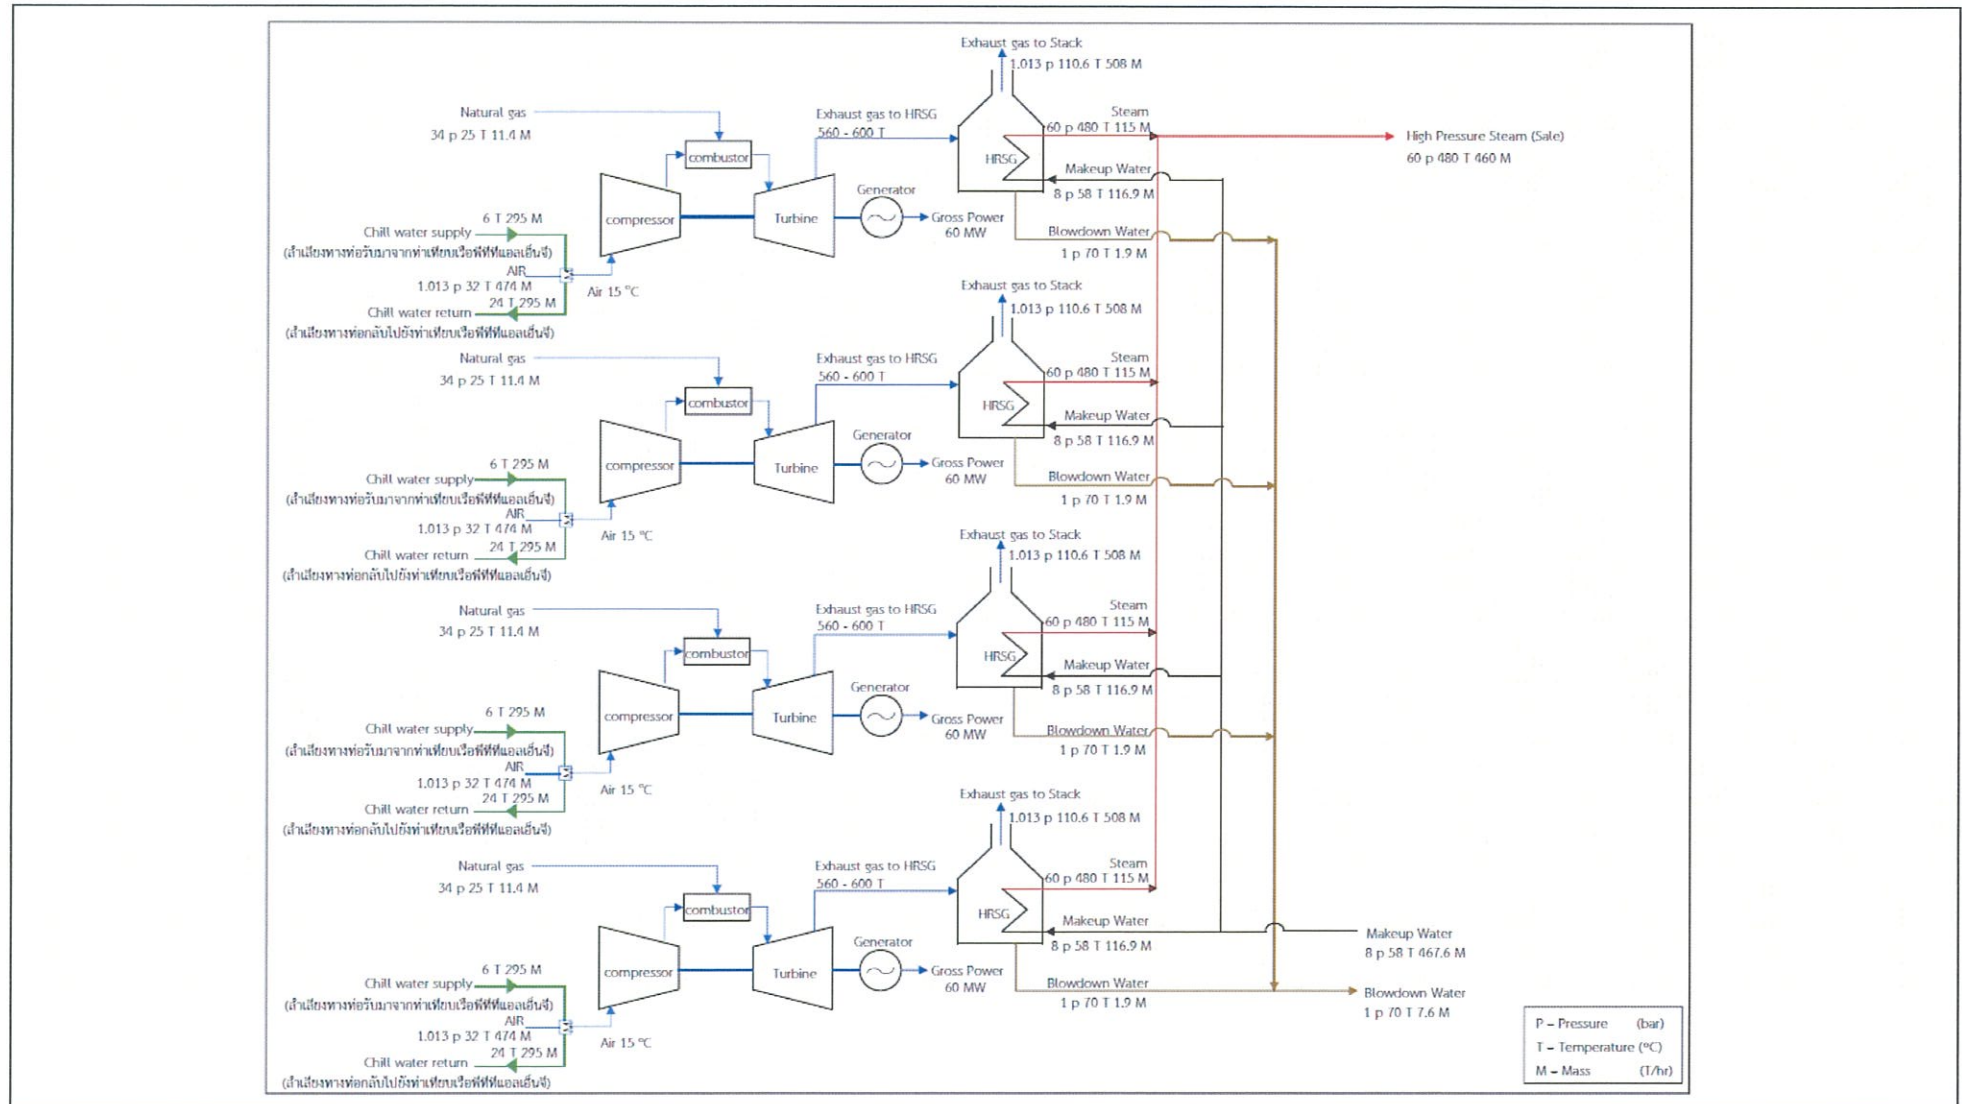 Exhaust gas to Stack
1.013 p 110.6 T 508 M
Natural gas
34 p 25 T 11.4 M
combustor
Exhaust gas to HRSG
560 - 600 T
Steam
60 p 480 T 115 M
High Pressure Steam (Sale)
60 p 480 T 460 M
HRSG
Makeup Water
8 p 58 T 116.9 M
compressor
Turbine
Generator
Gross Power
60 MW
6 T 295 M
Chill water supply
(ลำเลียงทางท่อรับมาจากท่าเทียบเรือพีทีทีแอลเอ็นจี)
AIR
1.013 p 32 T 474 M
Air 15 °C
24 T 295 M
Chill water return
(ลำเลียงทางท่อกลับไปยังท่าเทียบเรือพีทีทีแอลเอ็นจี)
Blowdown Water
1 p 70 T 1.9 M
Exhaust gas to Stack
1.013 p 110.6 T 508 M
Natural gas
34 p 25 T 11.4 M
combustor
Exhaust gas to HRSG
560 - 600 T
Steam
60 p 480 T 115 M
HRSG
Makeup Water
8 p 58 T 116.9 M
compressor
Turbine
Generator
Gross Power
60 MW
6 T 295 M
Chill water supply
(ลำเลียงทางท่อรับมาจากท่าเทียบเรือพีทีทีแอลเอ็นจี)
AIR
1.013 p 32 T 474 M
Air 15 °C
24 T 295 M
Chill water return
(ลำเลียงทางท่อกลับไปยังท่าเทียบเรือพีทีทีแอลเอ็นจี)
Blowdown Water
1 p 70 T 1.9 M
Exhaust gas to Stack
1.013 p 110.6 T 508 M
Natural gas
34 p 25 T 11.4 M
combustor
Exhaust gas to HRSG
560 - 600 T
Steam
60 p 480 T 115 M
HRSG
Makeup Water
8 p 58 T 116.9 M
compressor
Turbine
Generator
Gross Power
60 MW
6 T 295 M
Chill water supply
(ลำเลียงทางท่อรับมาจากท่าเทียบเรือพีทีทีแอลเอ็นจี)
AIR
1.013 p 32 T 474 M
Air 15 °C
24 T 295 M
Chill water return
(ลำเลียงทางท่อกลับไปยังท่าเทียบเรือพีทีทีแอลเอ็นจี)
Blowdown Water
1 p 70 T 1.9 M
Exhaust gas to Stack
1.013 p 110.6 T 508 M
Natural gas
34 p 25 T 11.4 M
combustor
Exhaust gas to HRSG
560 - 600 T
Steam
60 p 480 T 115 M
HRSG
Makeup Water
8 p 58 T 116.9 M
compressor
Turbine
Generator
Gross Power
60 MW
6 T 295 M
Chill water supply
(ลำเลียงทางท่อรับมาจากท่าเทียบเรือพีทีทีแอลเอ็นจี)
AIR
1.013 p 32 T 474 M
Air 15 °C
24 T 295 M
Chill water return
(ลำเลียงทางท่อกลับไปยังท่าเทียบเรือพีทีทีแอลเอ็นจี)
Blowdown Water
1 p 70 T 1.9 M
Makeup Water
8 p 58 T 467.6 M
Blowdown Water
1 p 70 T 7.6 M
P – Pressure (bar)
T – Temperature (°C)
M – Mass (T/hr)